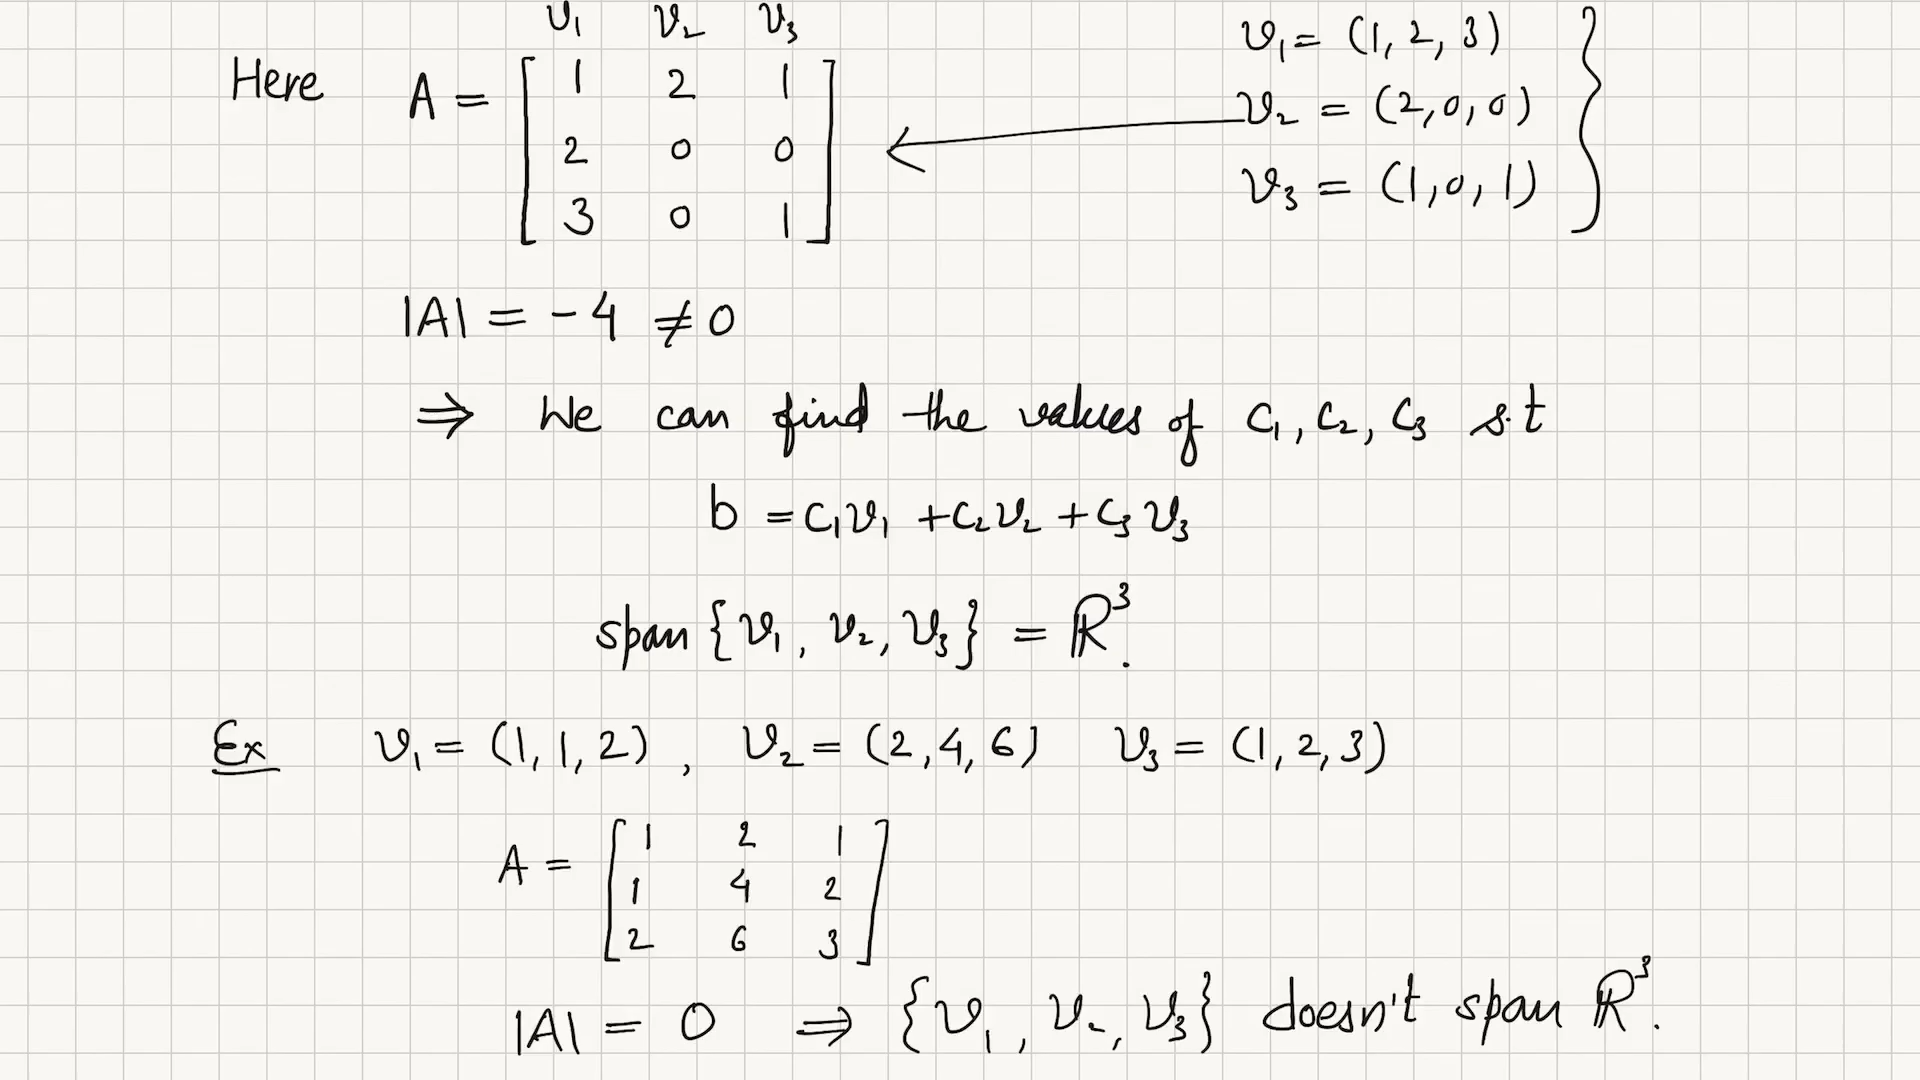 v₁ v₂ v₃
Here A = [ 1 2 1
2 0 0
3 0 1 ]
v₁ = (1, 2, 3)
v₂ = (2, 0, 0)
v₃ = (1, 0, 1) }
|A| = -4 ≠ 0
⇒ We can find the values of c₁, c₂, c₃ s.t
b = c₁v₁ + c₂v₂ + c₃v₃
span {v₁, v₂, v₃} = ℝ³.
Ex v₁ = (1, 1, 2), v₂ = (2, 4, 6) v₃ = (1, 2, 3)
A = [ 1 2 1
1 4 2
2 6 3 ]
|A| = 0 ⇒ {v₁, v₂, v₃} doesn't span ℝ³.